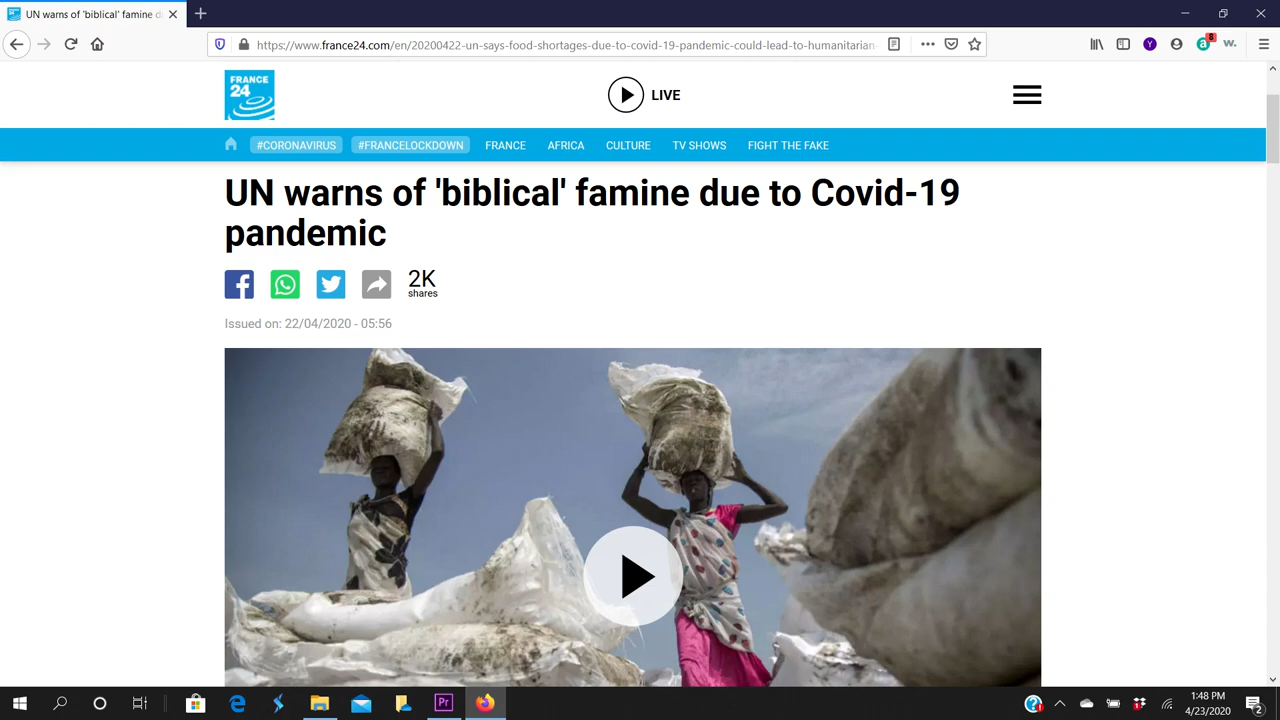 UN warns of 'biblical' famine d
https://www.france24.com/en/20200422-un-says-food-shortages-due-to-covid-19-pandemic-could-lead-to-humanitarian-
Y
8
a
w.
FRANCE
24
LIVE
#CORONAVIRUS #FRANCELOCKDOWN FRANCE AFRICA CULTURE TV SHOWS FIGHT THE FAKE
UN warns of 'biblical' famine due to Covid-19
pandemic
2K
shares
Issued on: 22/04/2020 - 05:56
Pr
1:48 PM
4/23/2020
2